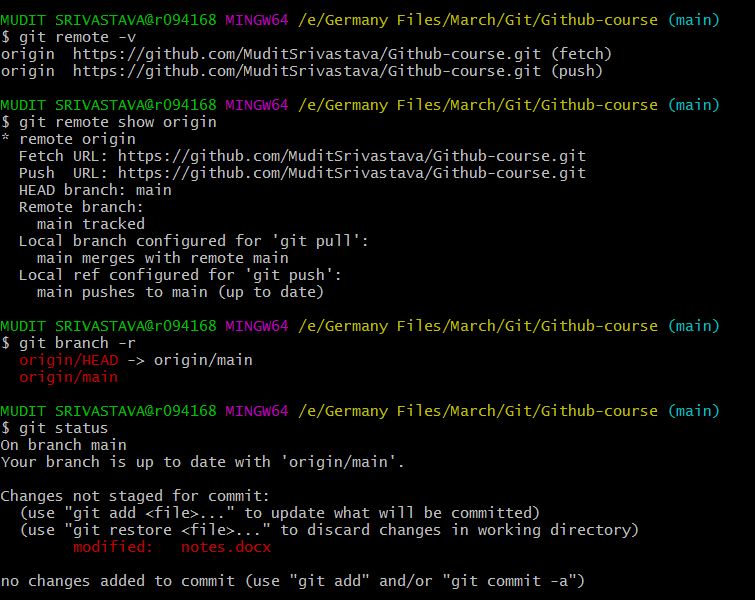 MUDIT SRIVASTAVA@r094168 MINGW64 /e/Germany Files/March/Git/Github-course (main)
$ git remote -v
origin  https://github.com/MuditSrivastava/Github-course.git (fetch)
origin  https://github.com/MuditSrivastava/Github-course.git (push)

MUDIT SRIVASTAVA@r094168 MINGW64 /e/Germany Files/March/Git/Github-course (main)
$ git remote show origin
* remote origin
  Fetch URL: https://github.com/MuditSrivastava/Github-course.git
  Push  URL: https://github.com/MuditSrivastava/Github-course.git
  HEAD branch: main
  Remote branch:
    main tracked
  Local branch configured for 'git pull':
    main merges with remote main
  Local ref configured for 'git push':
    main pushes to main (up to date)

MUDIT SRIVASTAVA@r094168 MINGW64 /e/Germany Files/March/Git/Github-course (main)
$ git branch -r
  origin/HEAD -> origin/main
  origin/main

MUDIT SRIVASTAVA@r094168 MINGW64 /e/Germany Files/March/Git/Github-course (main)
$ git status
On branch main
Your branch is up to date with 'origin/main'.

Changes not staged for commit:
  (use "git add <file>..." to update what will be committed)
  (use "git restore <file>..." to discard changes in working directory)
        modified:   notes.docx

no changes added to commit (use "git add" and/or "git commit -a")